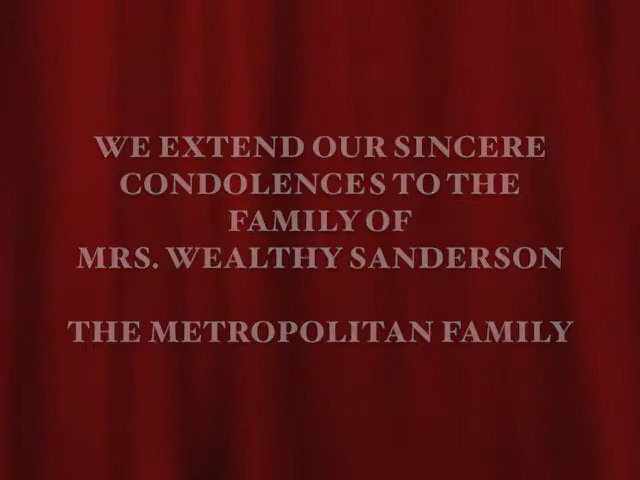 WE EXTEND OUR SINCERE
CONDOLENCES TO THE
FAMILY OF
MRS. WEALTHY SANDERSON
THE METROPOLITAN FAMILY